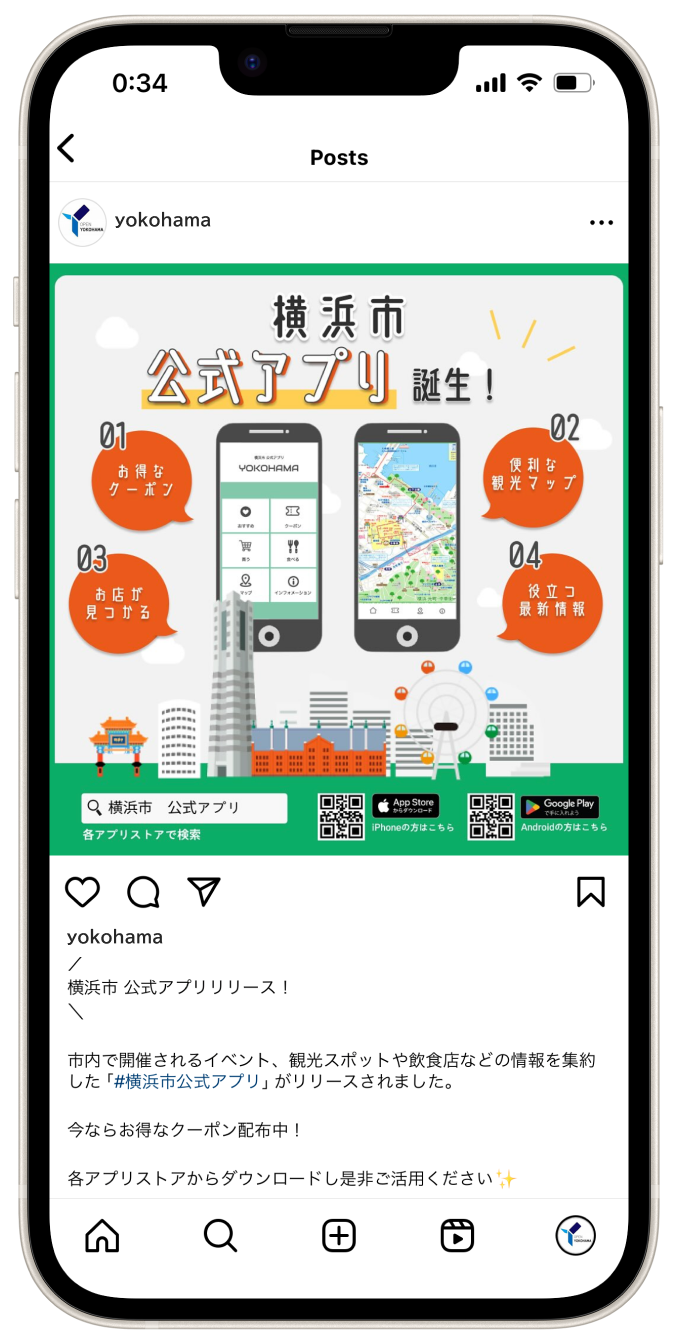 0:34
Posts
OPEN
YOKOHAMA
yokohama
横浜市
公式アプリ 誕生！
01
お得な
クーポン
02
便利な
観光マップ
03
お店が
見つかる
04
役立つ
最新情報
横浜市 公式アプリ
YOKOHAMA
おすすめ
クーポン
買う
食べる
マップ
インフォメーション
横浜市 公式アプリ
各アプリストアで検索
App Store
からダウンロード
iPhoneの方はこちら
Google Play
で手に入れよう
Androidの方はこちら
yokohama
／
横浜市 公式アプリリリース！
＼
市内で開催されるイベント、観光スポットや飲食店などの情報を集約
した「#横浜市公式アプリ」がリリースされました。
今ならお得なクーポン配布中！
各アプリストアからダウンロードし是非ご活用ください✨